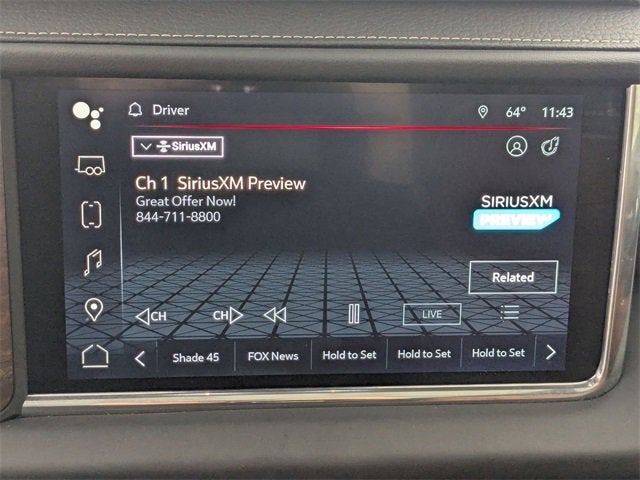 Driver
64° 11:43
SiriusXM
Ch 1 SiriusXM Preview
Great Offer Now!
844-711-8800
SIRIUSXM
PREVIEW
Related
CH
CH
LIVE
Shade 45
FOX News
Hold to Set
Hold to Set
Hold to Set